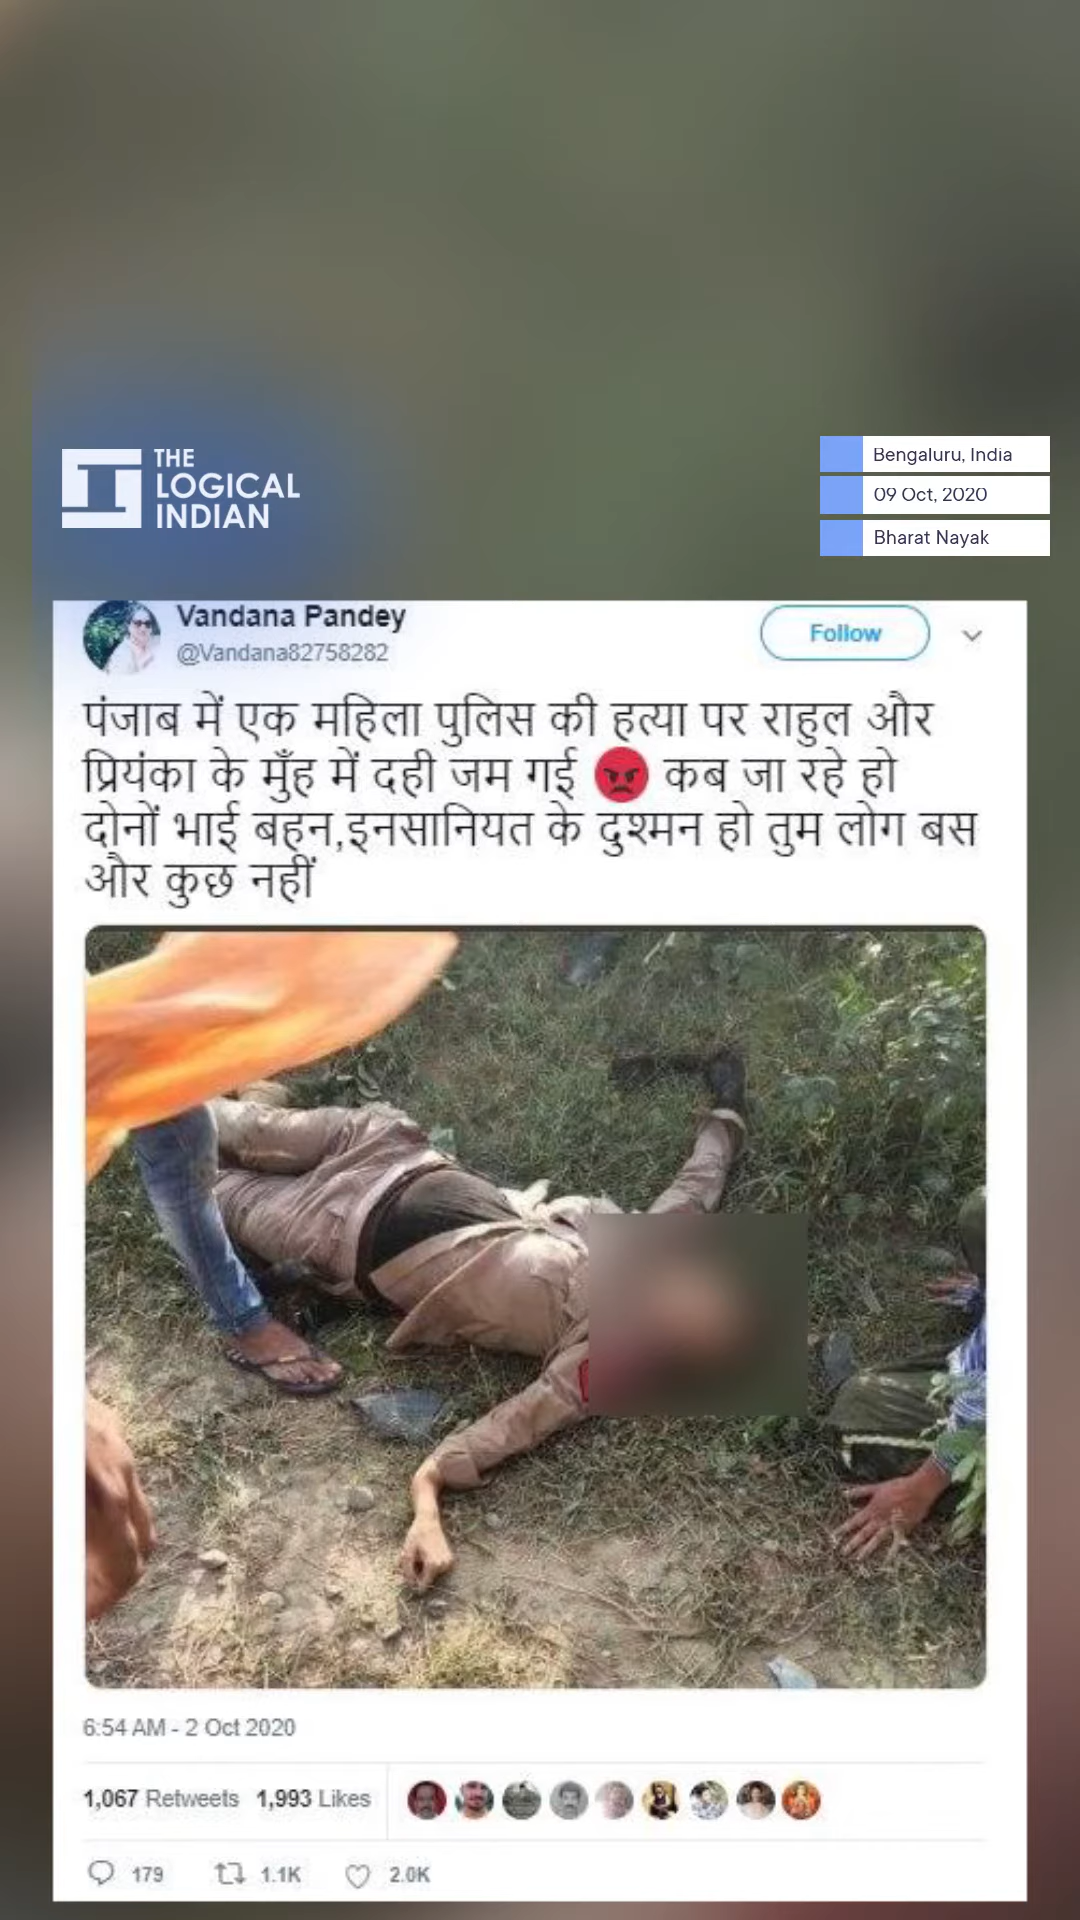 THE
LOGICAL
INDIAN
Bengaluru, India
09 Oct, 2020
Bharat Nayak
Vandana Pandey
@Vandana82758282
Follow
पंजाब में एक महिला पुलिस की हत्या पर राहुल और
प्रियंका के मुँह में दही जम गई 😡 कब जा रहे हो
दोनों भाई बहन,इनसानियत के दुश्मन हो तुम लोग बस
और कुछ नहीं
6:54 AM - 2 Oct 2020
1,067 Retweets 1,993 Likes
179 1.1K 2.0K